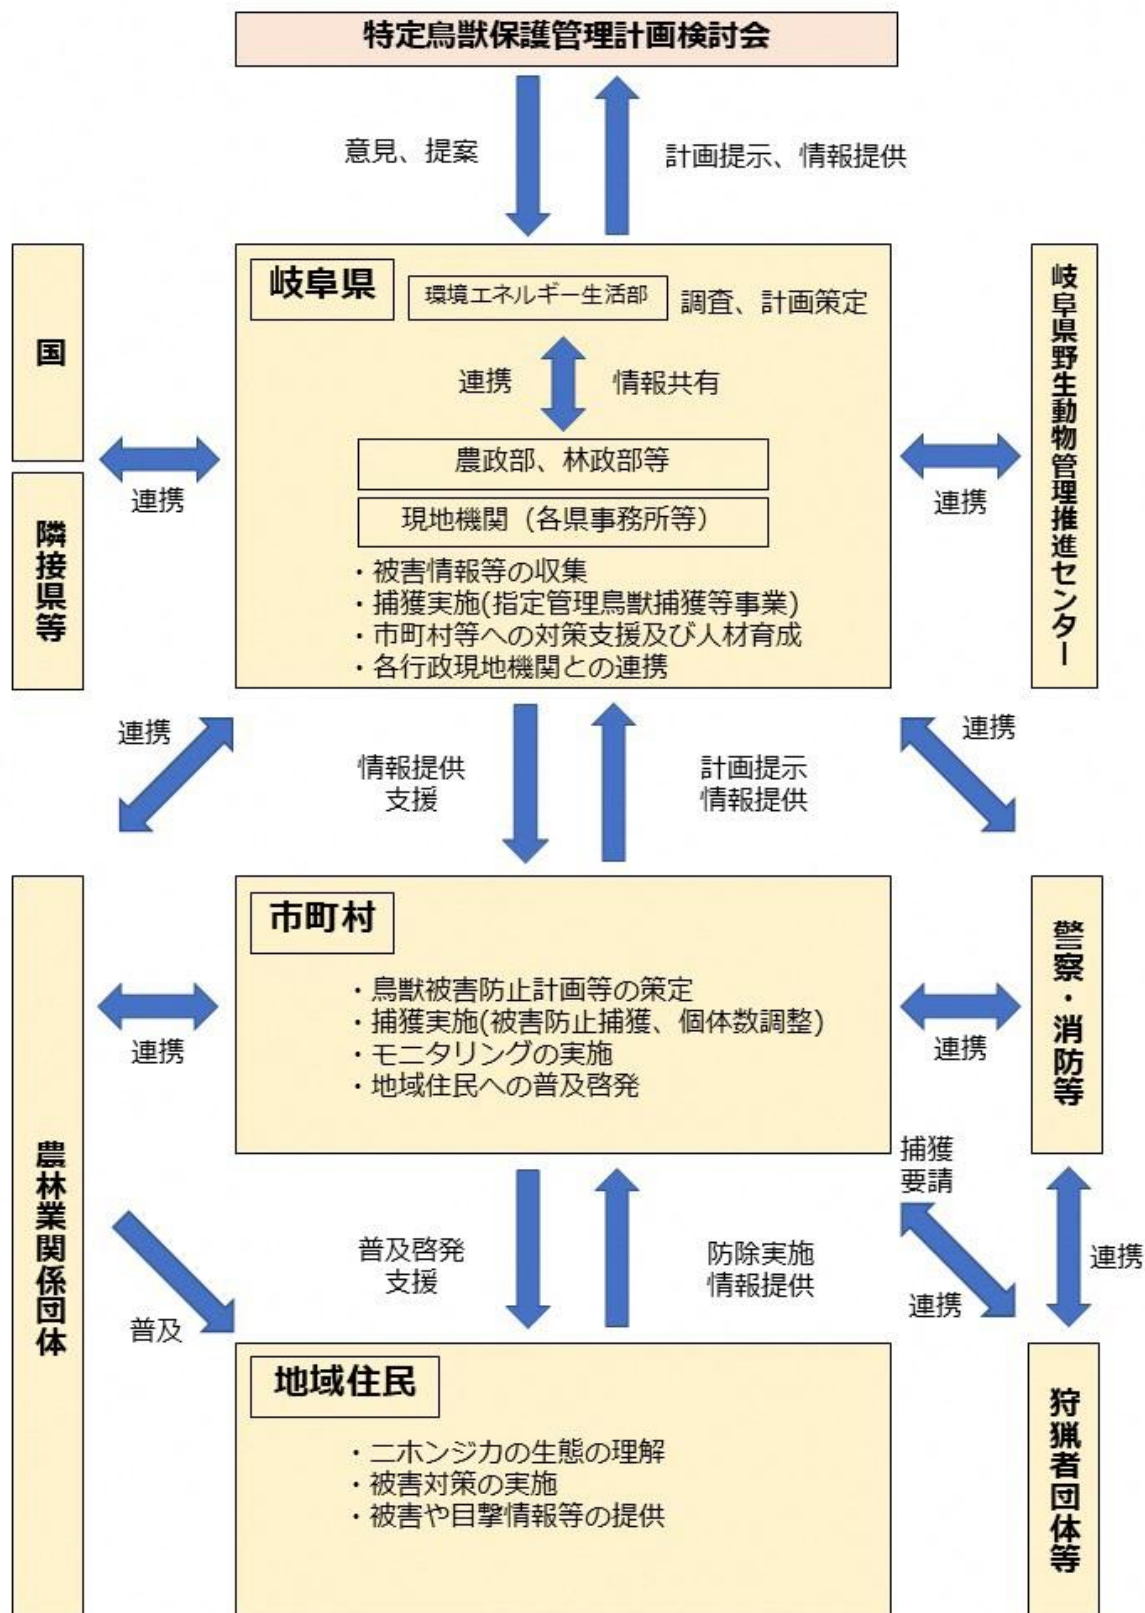 特定鳥獣保護管理計画検討会
意見、提案
計画提示、情報提供
国
隣接県等
連携
岐阜県
環境エネルギー生活部
調査、計画策定
連携
情報共有
農政部、林政部等
現地機関（各県事務所等）
・被害情報等の収集
・捕獲実施(指定管理鳥獣捕獲等事業)
・市町村等への対策支援及び人材育成
・各行政現地機関との連携
連携
岐阜県野生動物管理推進センター
連携
情報提供
支援
計画提示
情報提供
連携
農林業関係団体
連携
市町村
・鳥獣被害防止計画等の策定
・捕獲実施(被害防止捕獲、個体数調整)
・モニタリングの実施
・地域住民への普及啓発
連携
警察・消防等
普及
普及啓発
支援
防除実施
情報提供
捕獲
要請
連携
連携
地域住民
・ニホンジカの生態の理解
・被害対策の実施
・被害や目撃情報等の提供
狩猟者団体等